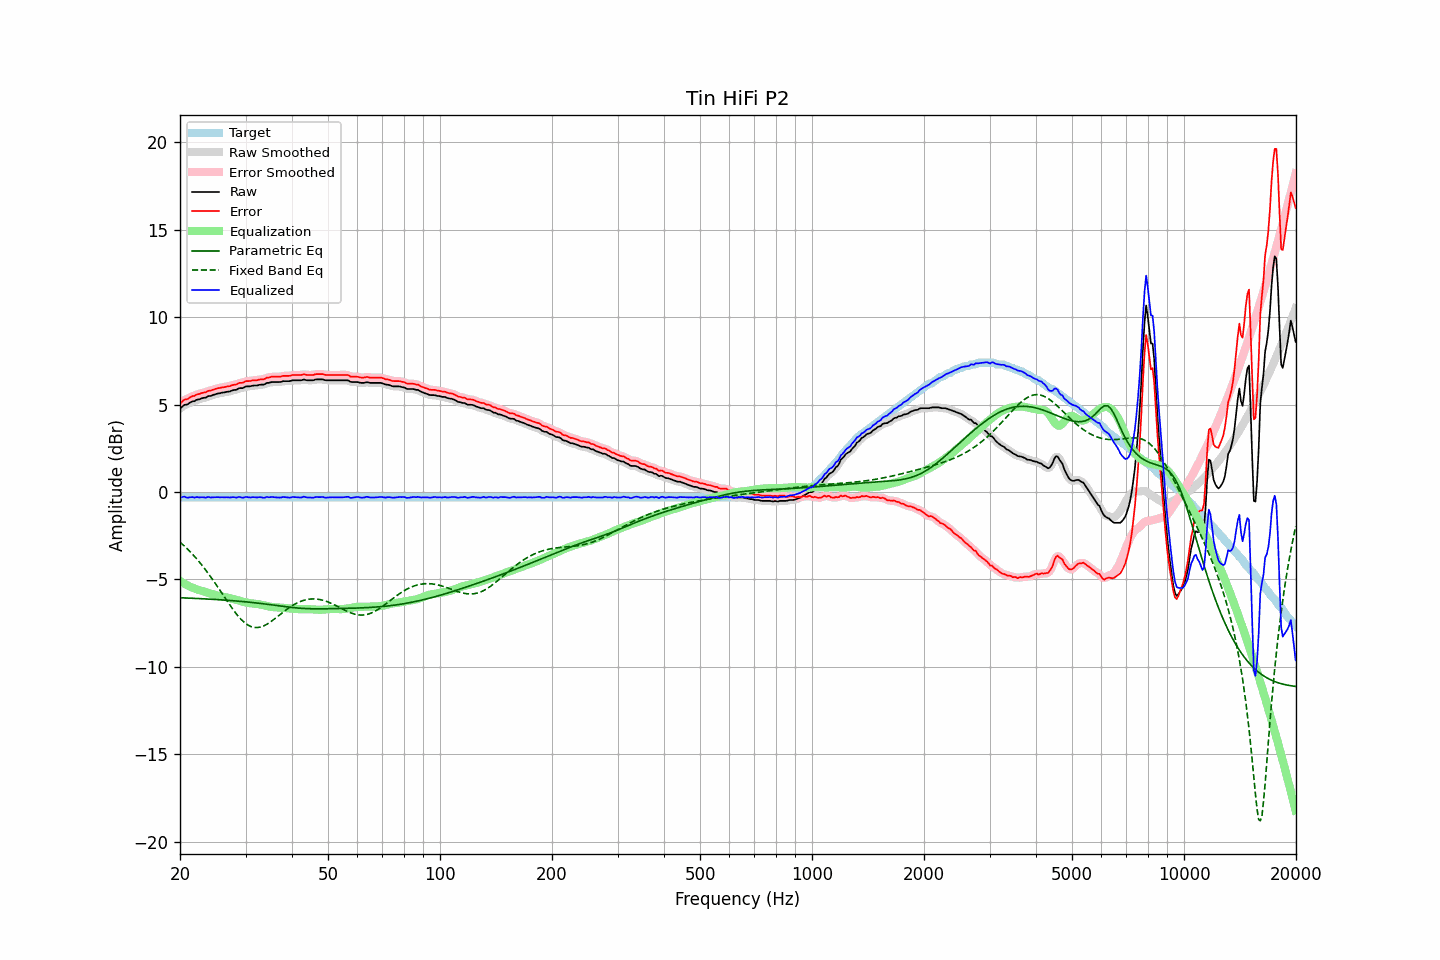 Tin HiFi P2
Target
Raw Smoothed
Error Smoothed
Raw
Error
Equalization
Parametric Eq
Fixed Band Eq
Equalized
20
15
10
5
0
−5
−10
−15
−20
Amplitude (dBr)
20
50
100
200
500
1000
2000
5000
10000
20000
Frequency (Hz)